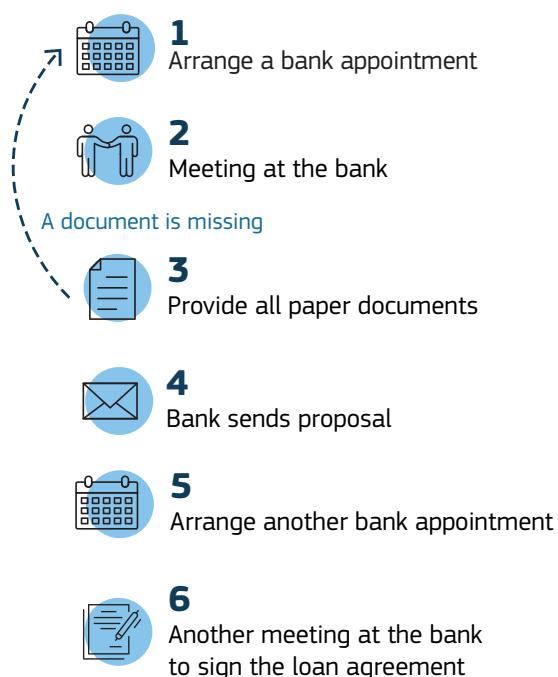 1
Arrange a bank appointment
2
Meeting at the bank
A document is missing
3
Provide all paper documents
4
Bank sends proposal
5
Arrange another bank appointment
6
Another meeting at the bank
to sign the loan agreement